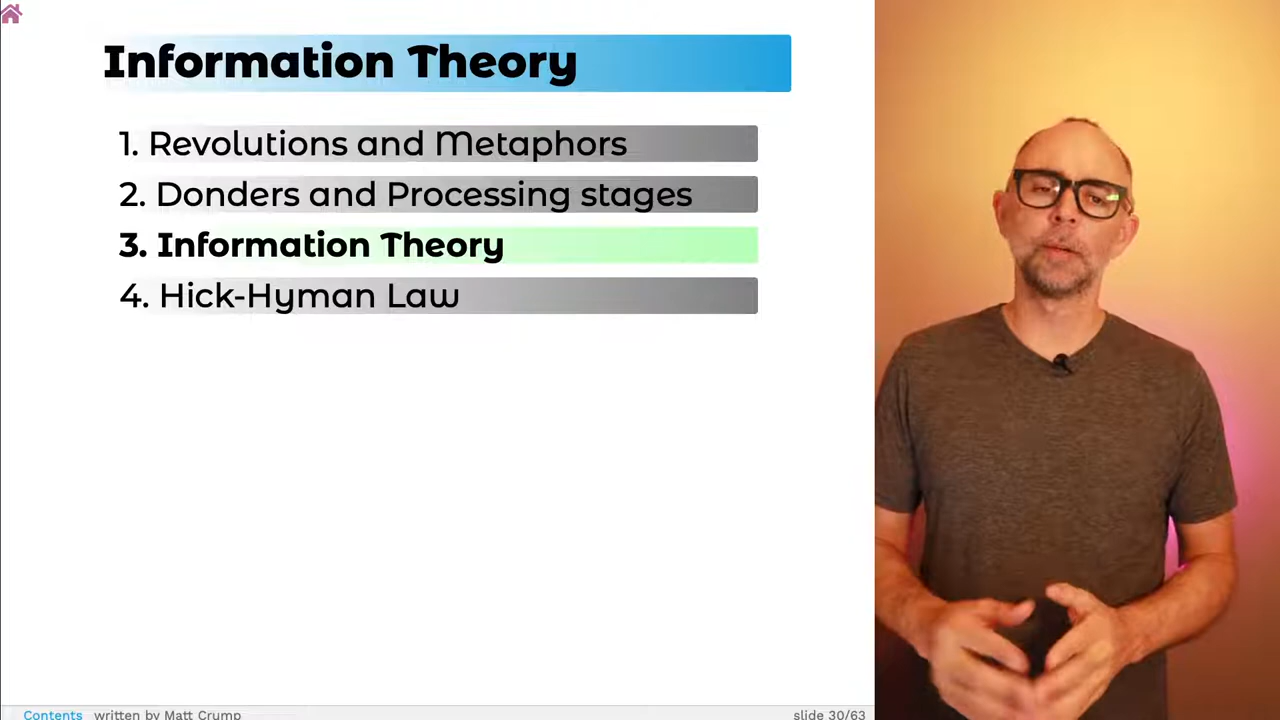 Information Theory
1. Revolutions and Metaphors
2. Donders and Processing stages
3. Information Theory
4. Hick-Hyman Law
Contents written by Matt Crump
slide 30/63